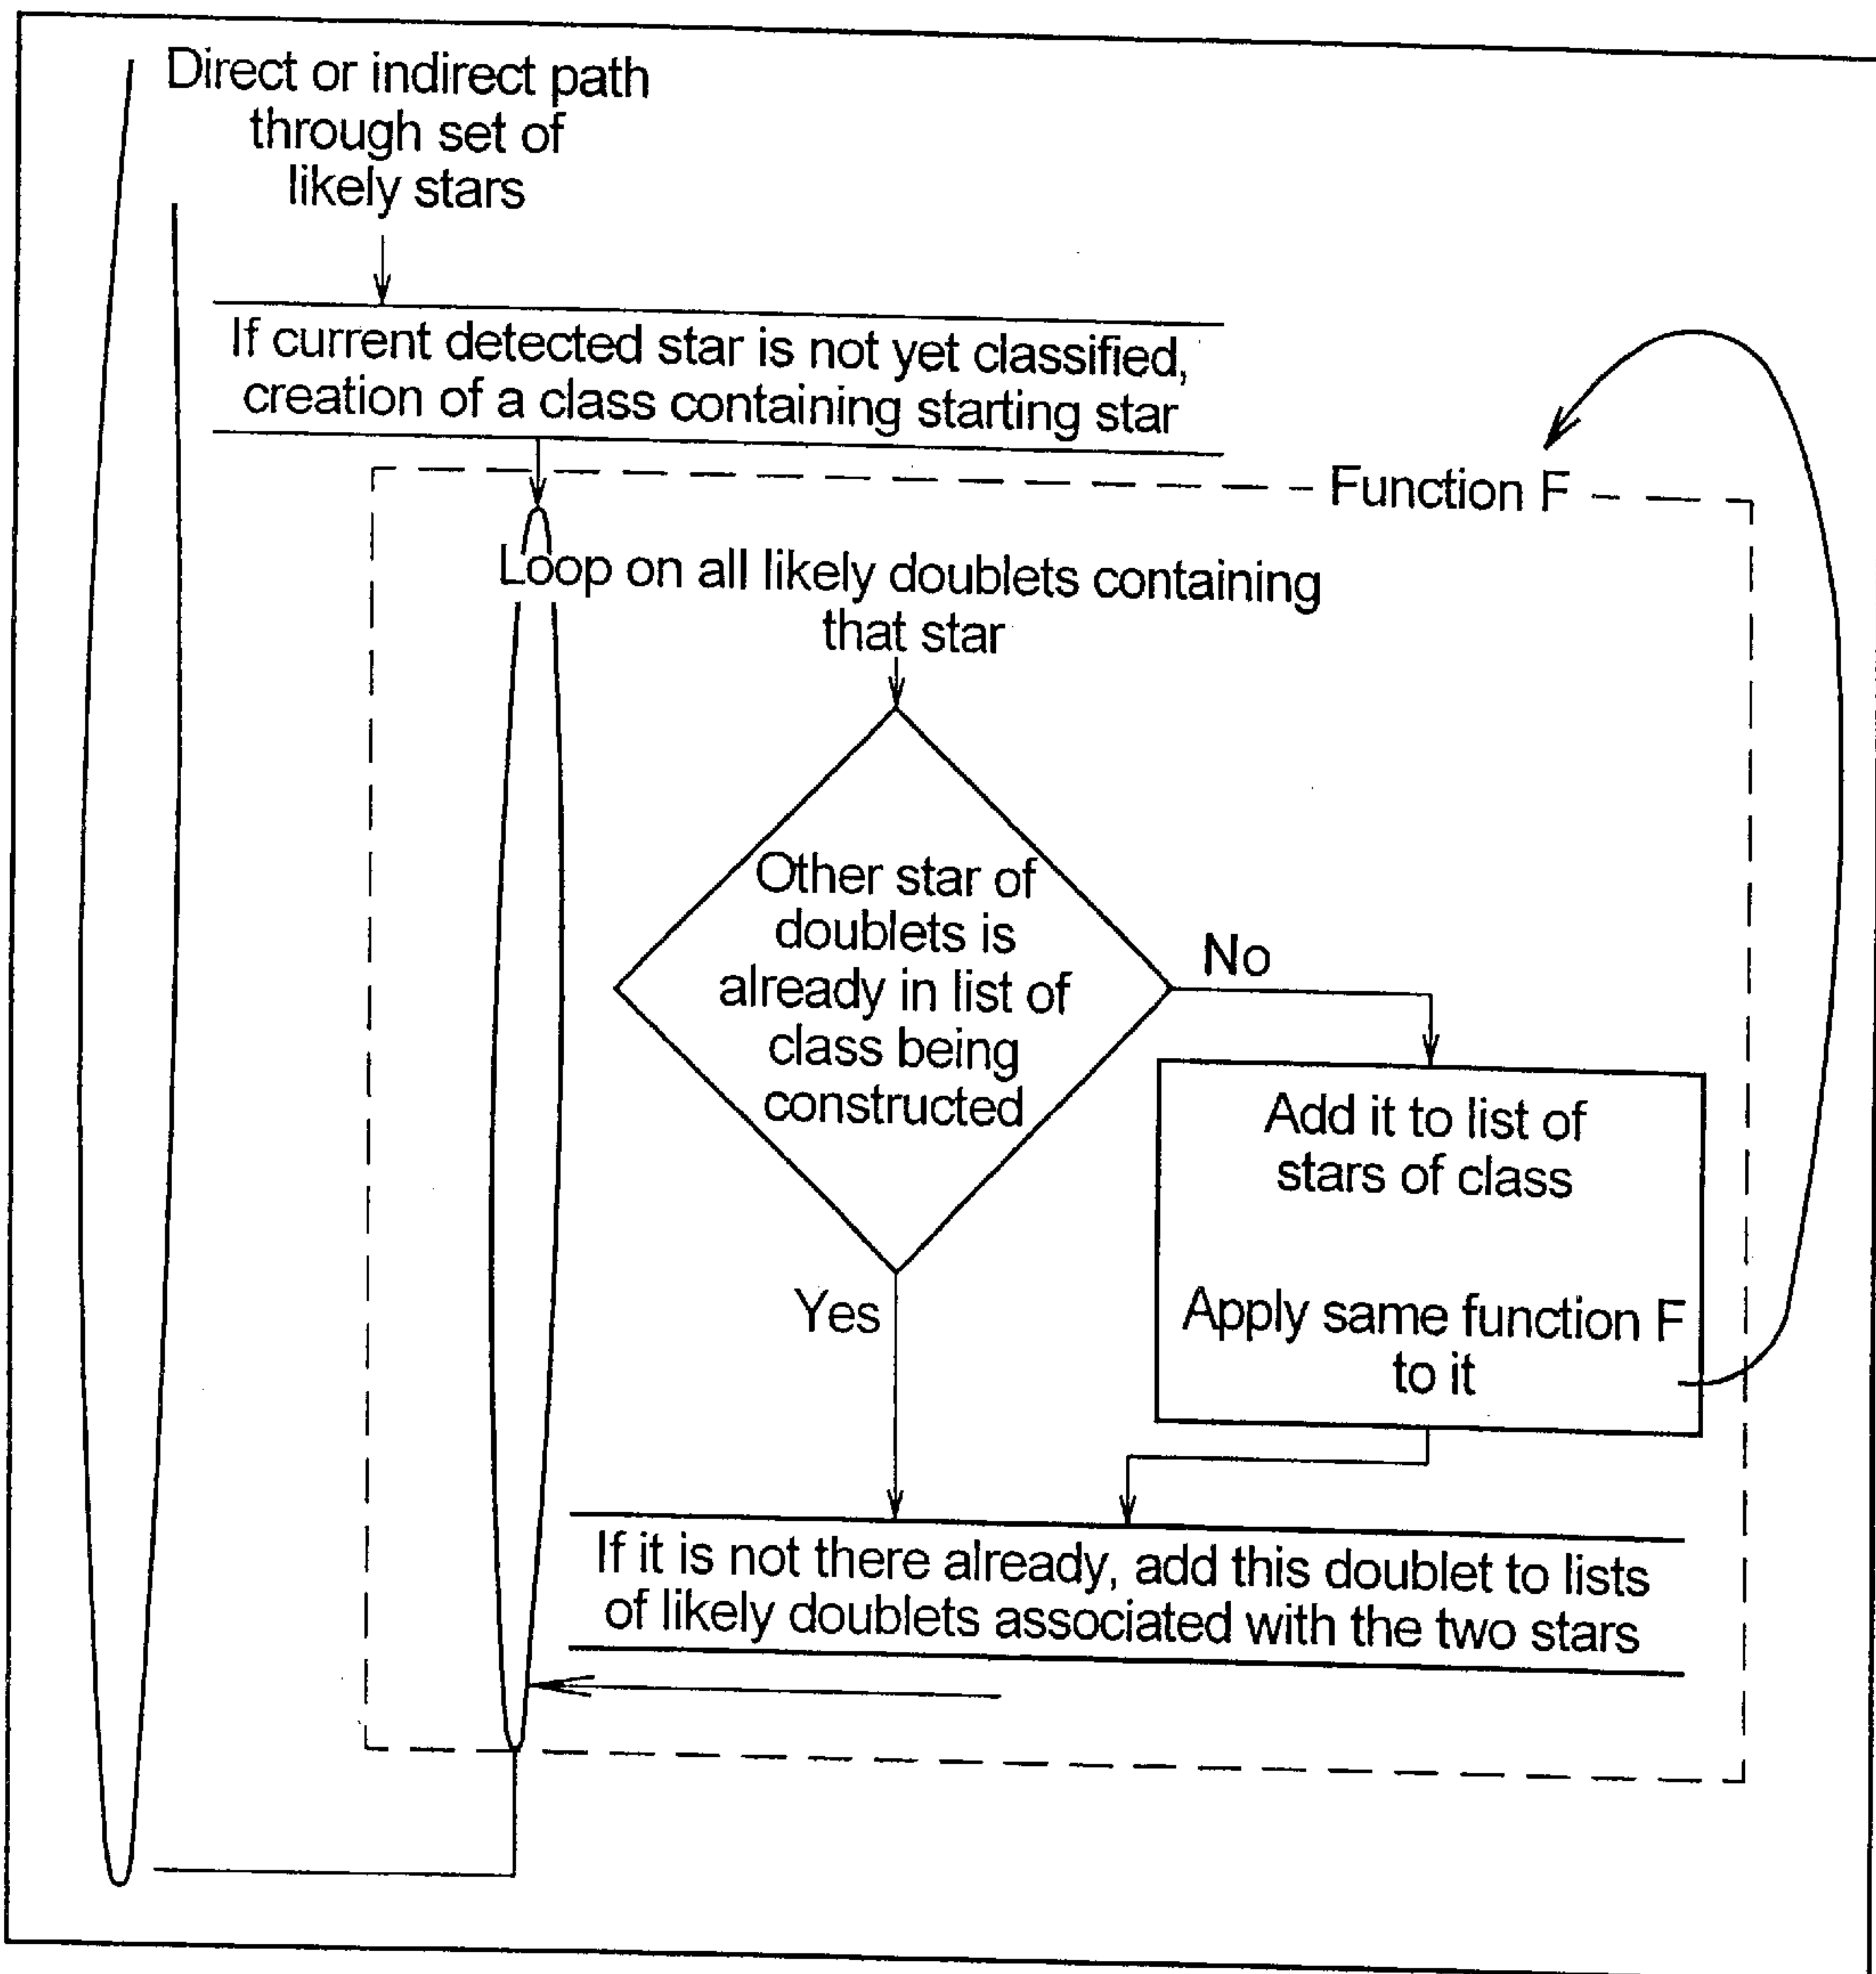 Direct or indirect path
through set of
likely stars
If current detected star is not yet classified,
creation of a class containing starting star
Function F
Loop on all likely doublets containing
that star
Other star of
doublets is
already in list of
class being
constructed
No
Add it to list of
stars of class
Apply same function F
to it
Yes
If it is not there already, add this doublet to lists
of likely doublets associated with the two stars